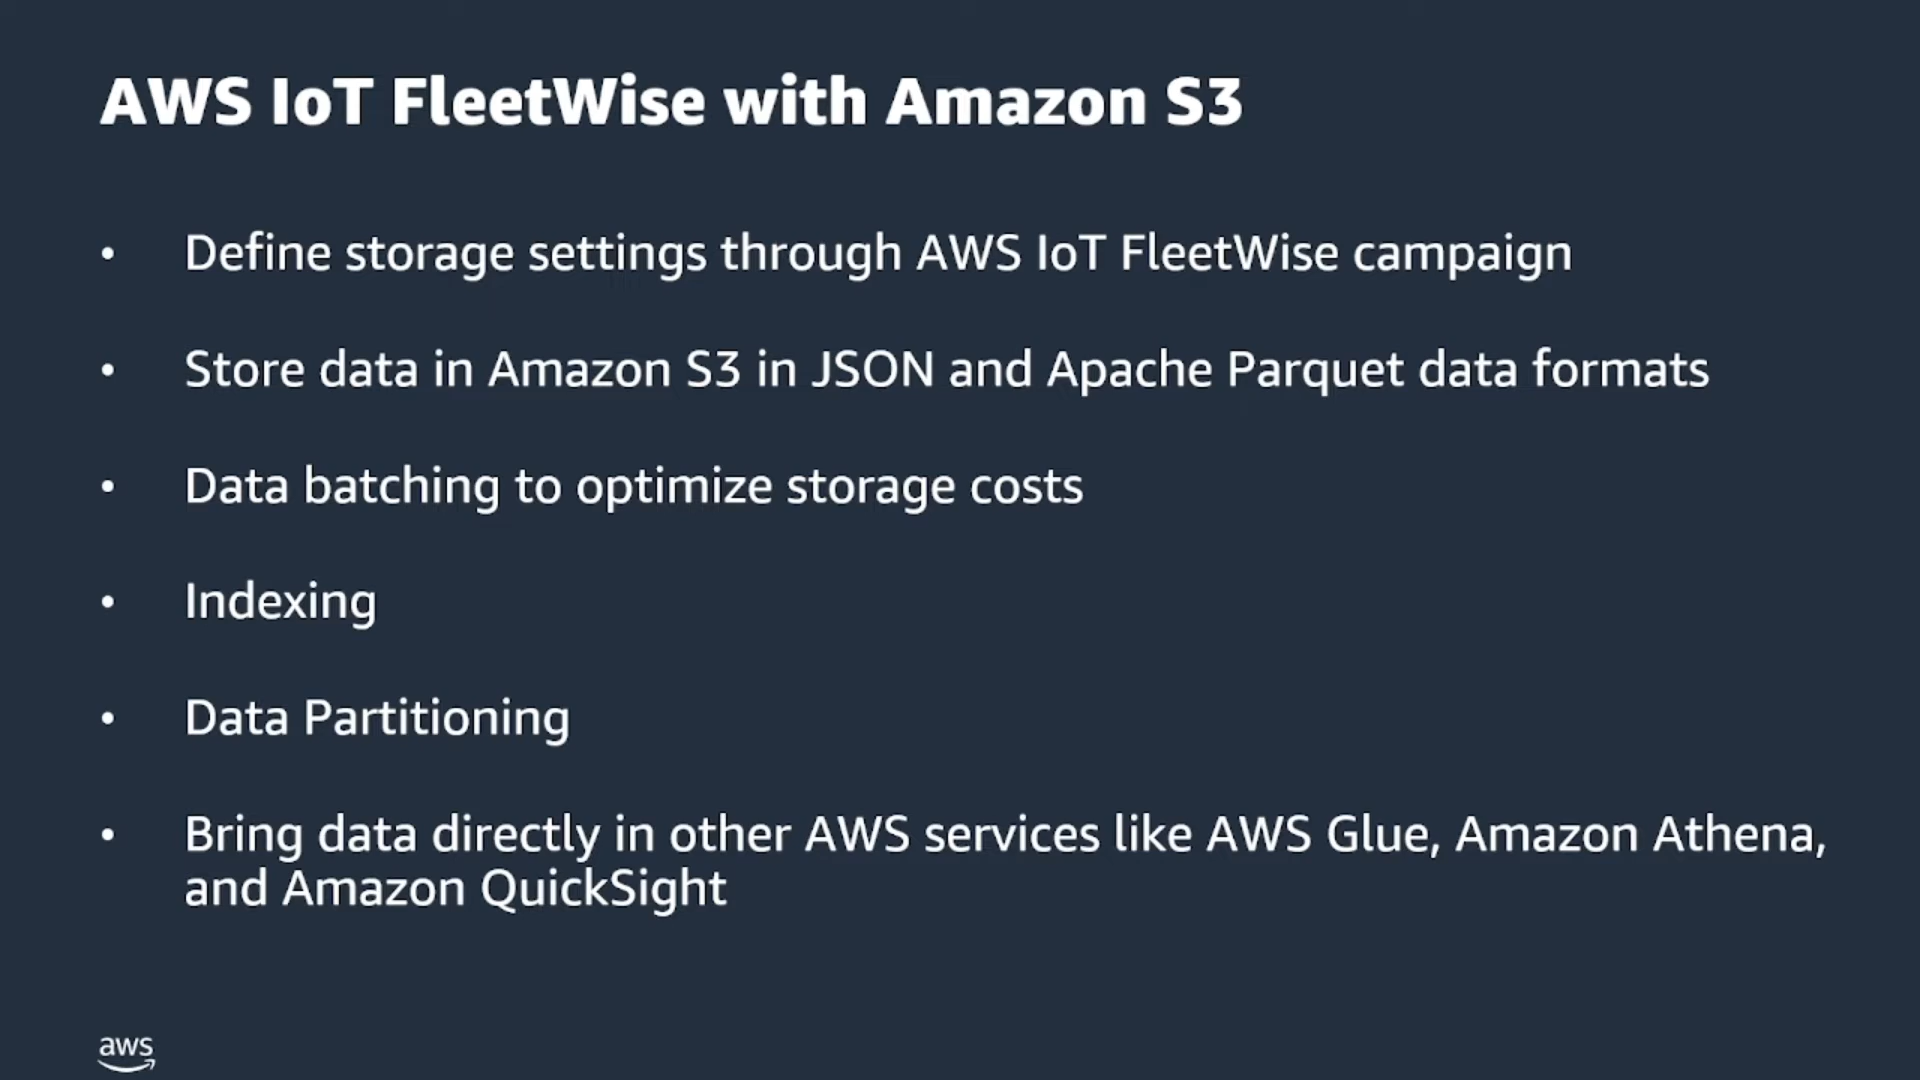 AWS IoT FleetWise with Amazon S3
• Define storage settings through AWS IoT FleetWise campaign
• Store data in Amazon S3 in JSON and Apache Parquet data formats
• Data batching to optimize storage costs
• Indexing
• Data Partitioning
• Bring data directly in other AWS services like AWS Glue, Amazon Athena,
and Amazon QuickSight
aws